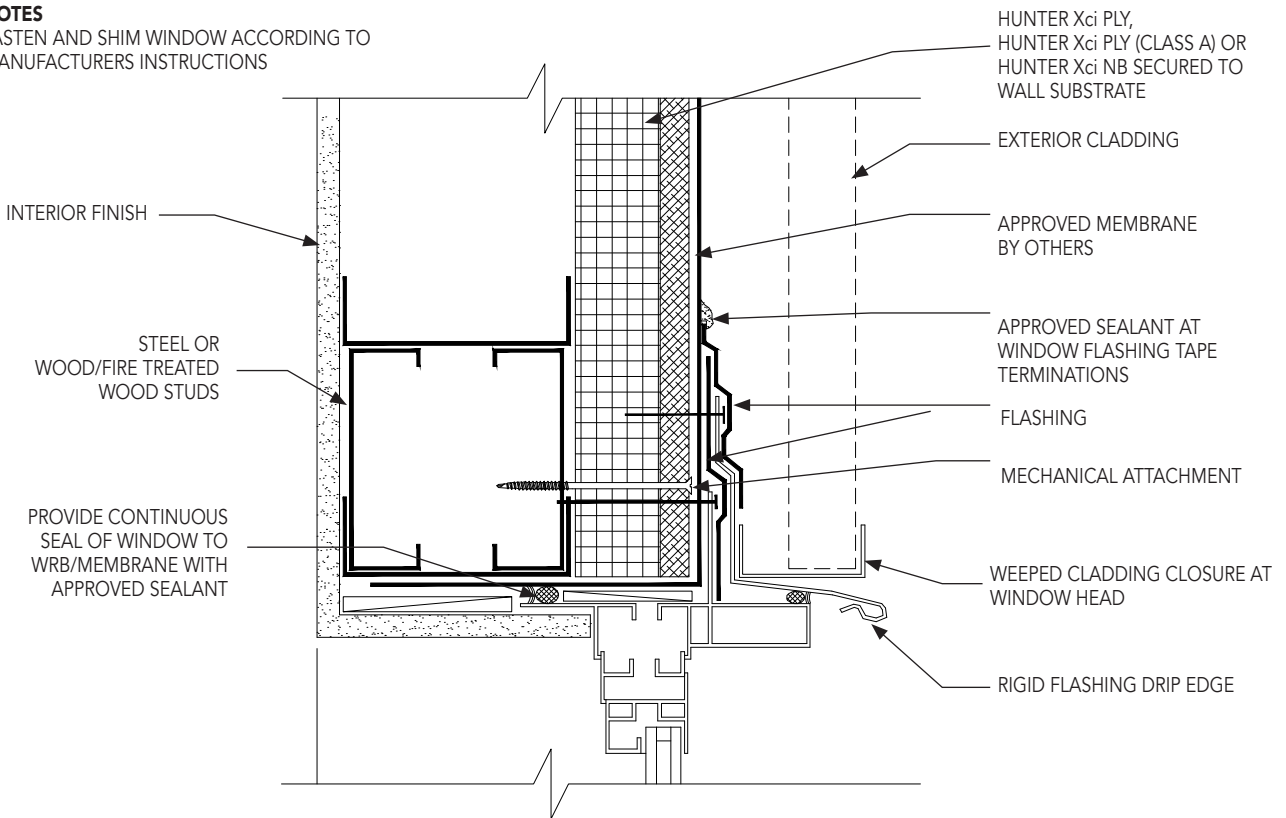 OTES
ASTEN AND SHIM WINDOW ACCORDING TO
ANUFACTURERS INSTRUCTIONS
HUNTER Xci PLY,
HUNTER Xci PLY (CLASS A) OR
HUNTER Xci NB SECURED TO
WALL SUBSTRATE
EXTERIOR CLADDING
INTERIOR FINISH
APPROVED MEMBRANE
BY OTHERS
STEEL OR
WOOD/FIRE TREATED
WOOD STUDS
APPROVED SEALANT AT
WINDOW FLASHING TAPE
TERMINATIONS
FLASHING
MECHANICAL ATTACHMENT
PROVIDE CONTINUOUS
SEAL OF WINDOW TO
WRB/MEMBRANE WITH
APPROVED SEALANT
WEEPED CLADDING CLOSURE AT
WINDOW HEAD
RIGID FLASHING DRIP EDGE